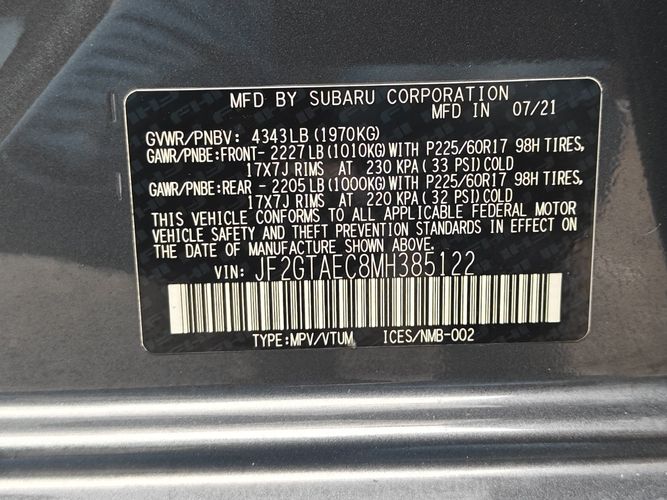 MFD BY SUBARU CORPORATION
MFD IN 07/21
GVWR/PNBV: 4343LB(1970KG)
GAWR/PNBE:FRONT- 2227LB(1010KG)WITH P225/60R17 98H TIRES,
17X7J RIMS AT 230 KPA(33 PSI)COLD
GAWR/PNBE:REAR - 2205LB(1000KG)WITH P225/60R17 98H TIRES,
17X7J RIMS AT 220 KPA(32 PSI)COLD
THIS VEHICLE CONFORMS TO ALL APPLICABLE FEDERAL MOTOR
VEHICLE SAFETY AND THEFT PREVENTION STANDARDS IN EFFECT ON
THE DATE OF MANUFACTURE SHOWN ABOVE.
VIN: JF2GTAEC8MH385122
TYPE:MPV/VTUM ICES/NMB-002